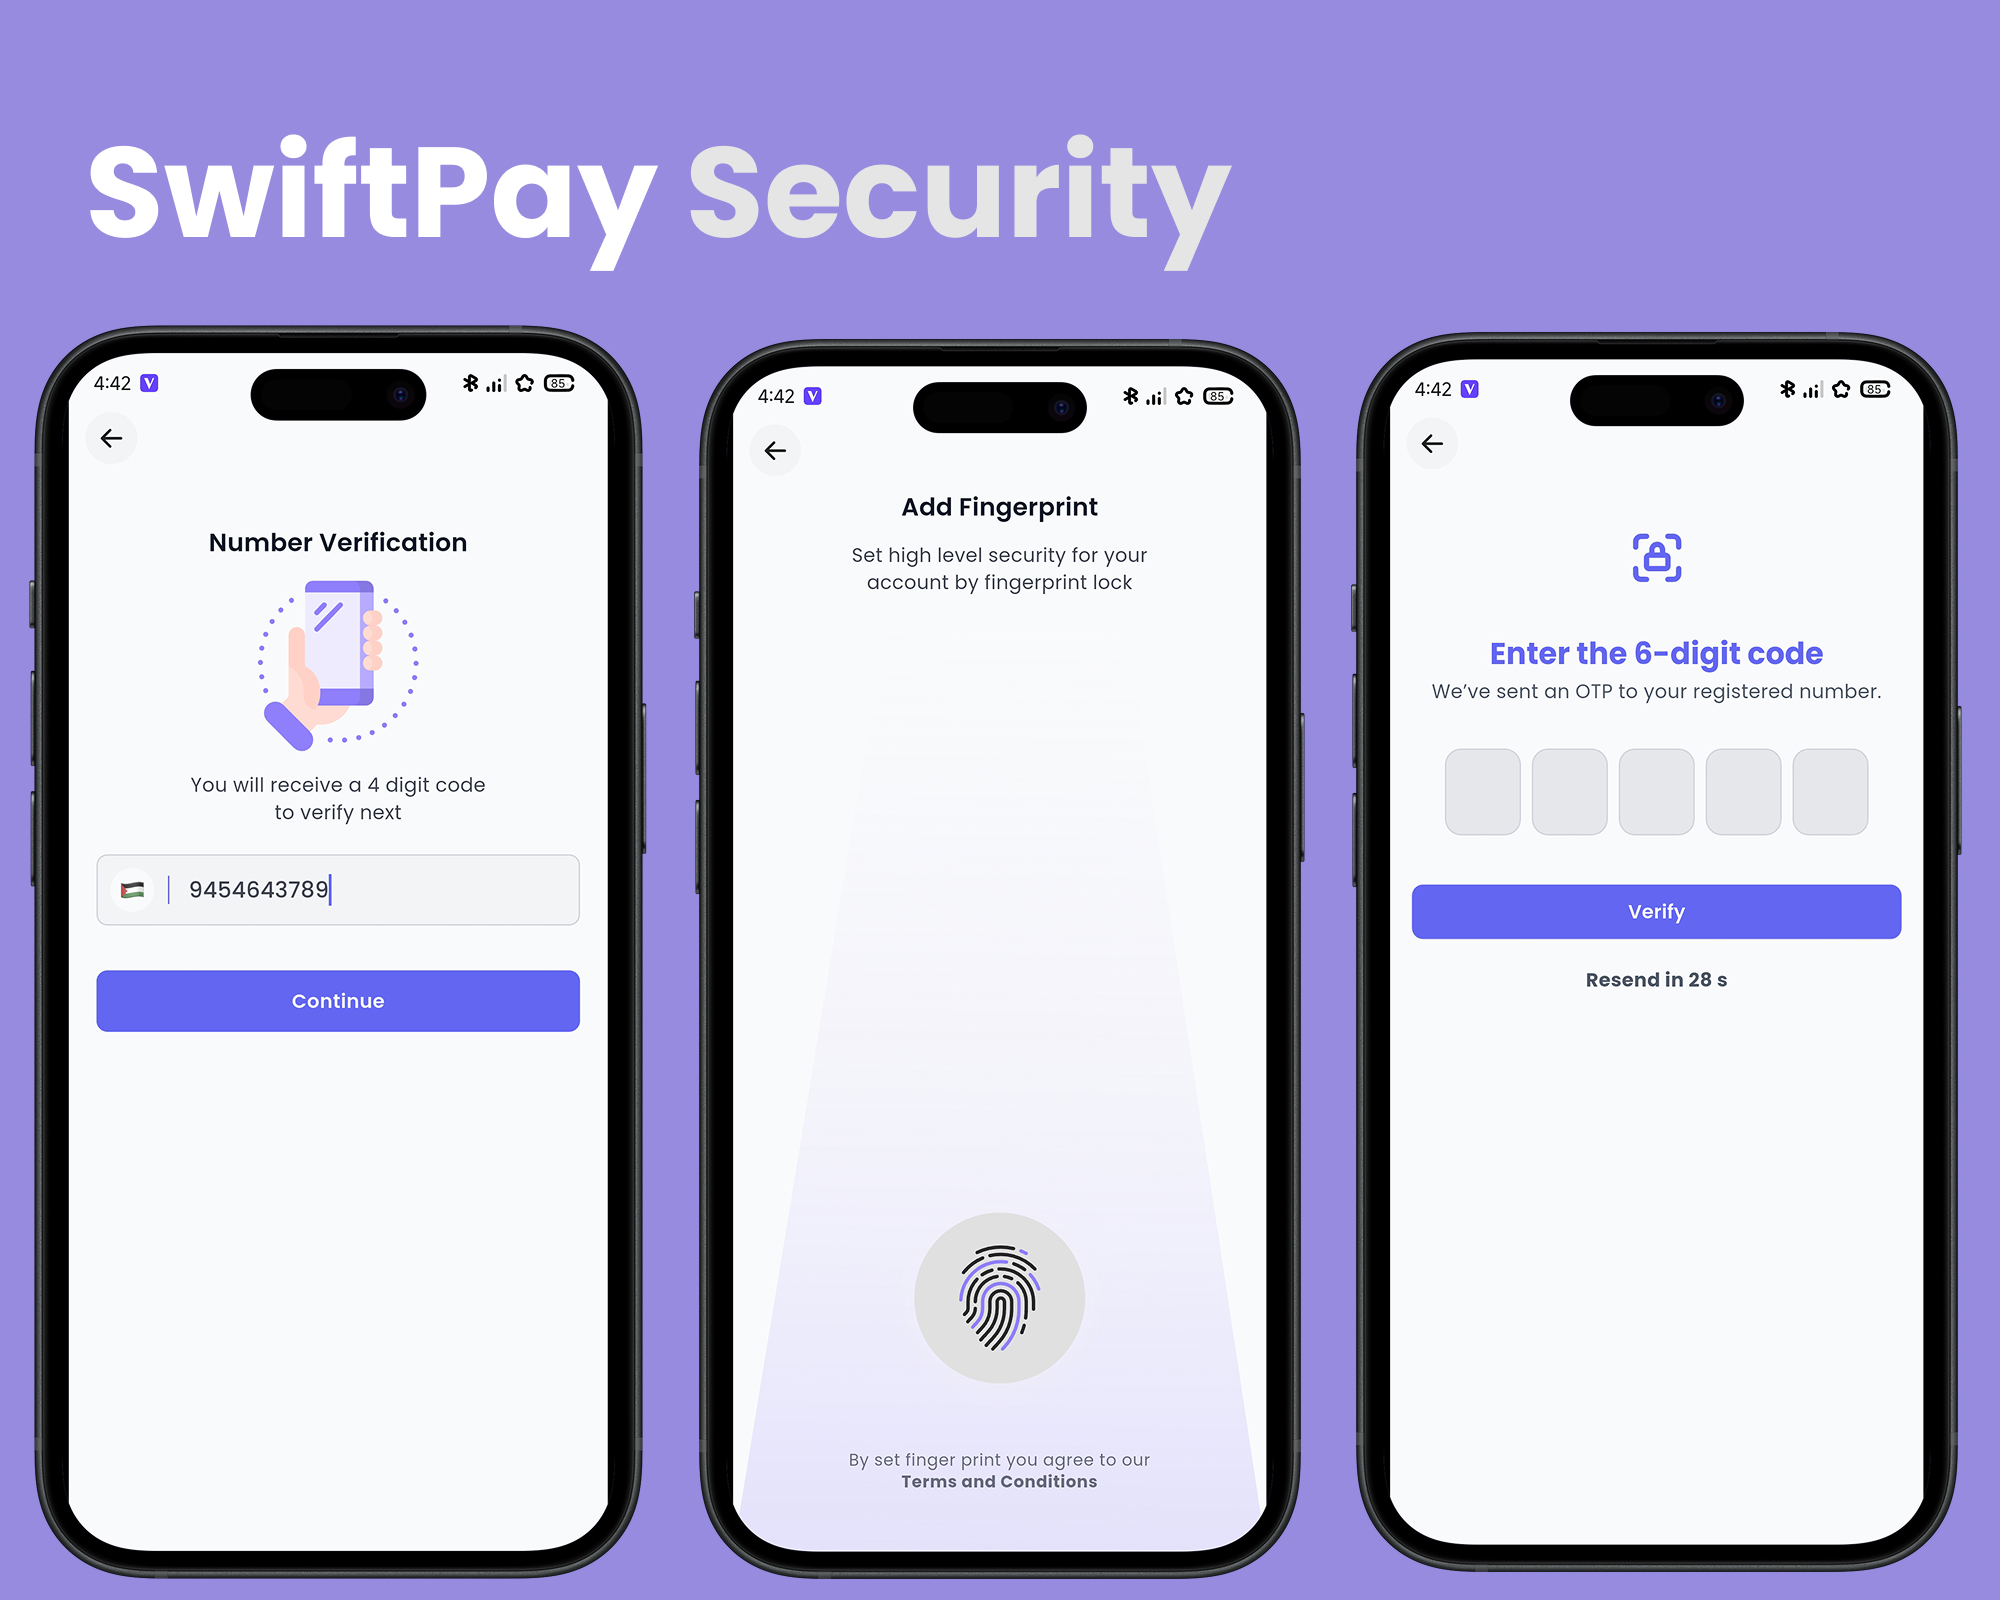 SwiftPay Security
4:42 V 85
Number Verification
You will receive a 4 digit code
to verify next
9454643789
Continue
4:42 V 85
Add Fingerprint
Set high level security for your
account by fingerprint lock
By set finger print you agree to our
Terms and Conditions
4:42 V 85
Enter the 6-digit code
We’ve sent an OTP to your registered number.
Verify
Resend in 28 s